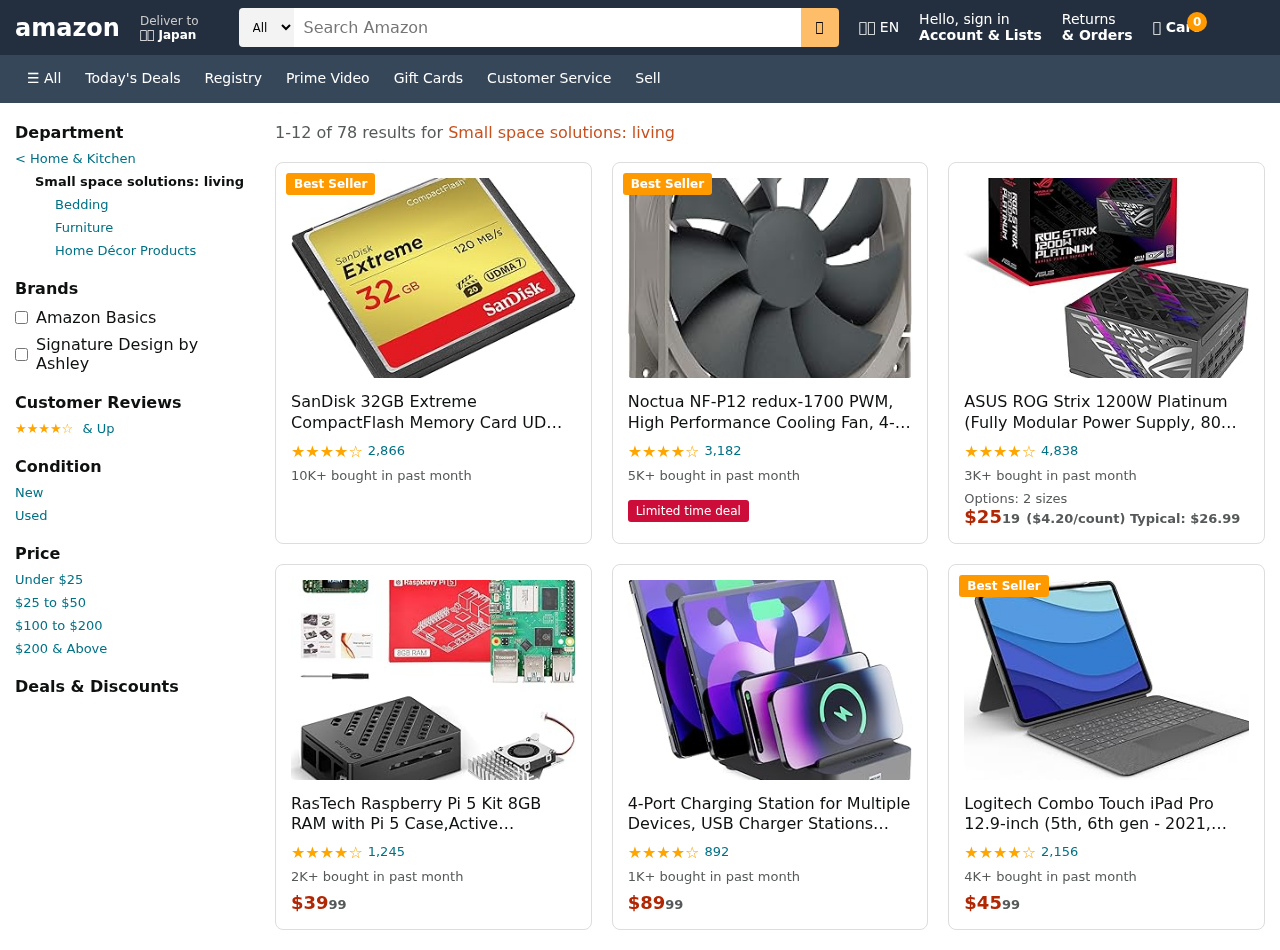 amazon
Deliver to
Japan
All
Search Amazon
EN
Hello, sign in
Account & Lists
Returns
& Orders
0
☰ All
Today's Deals
Registry
Prime Video
Gift Cards
Customer Service
Sell
Department
< Home & Kitchen
Small space solutions: living
Bedding
Furniture
Home Décor Products
Brands
Amazon Basics
Signature Design by
Ashley
Customer Reviews
★★★★☆ & Up
Condition
New
Used
Price
Under $25
$25 to $50
$100 to $200
$200 & Above
Deals & Discounts
1-12 of 78 results for Small space solutions: living
Best Seller
CompactFlash
SanDisk
Extreme
120 MB/s
32 GB
20
UDMA 7
SanDisk
SanDisk 32GB Extreme
CompactFlash Memory Card UD…
★★★★☆ 2,866
10K+ bought in past month
Best Seller
Noctua NF-P12 redux-1700 PWM,
High Performance Cooling Fan, 4-…
★★★★☆ 3,182
5K+ bought in past month
Limited time deal
ROG STRIX
1200W
PLATINUM
ASUS ROG Strix 1200W Platinum
(Fully Modular Power Supply, 80…
★★★★☆ 4,838
3K+ bought in past month
Options: 2 sizes
$25 19 ($4.20/count) Typical: $26.99
Raspberry Pi 5
8GB RAM
RasTech Raspberry Pi 5 Kit 8GB
RAM with Pi 5 Case,Active…
★★★★☆ 1,245
2K+ bought in past month
$39 99
4-Port Charging Station for Multiple
Devices, USB Charger Stations…
★★★★☆ 892
1K+ bought in past month
$89 99
Best Seller
Logitech Combo Touch iPad Pro
12.9-inch (5th, 6th gen - 2021,…
★★★★☆ 2,156
4K+ bought in past month
$45 99